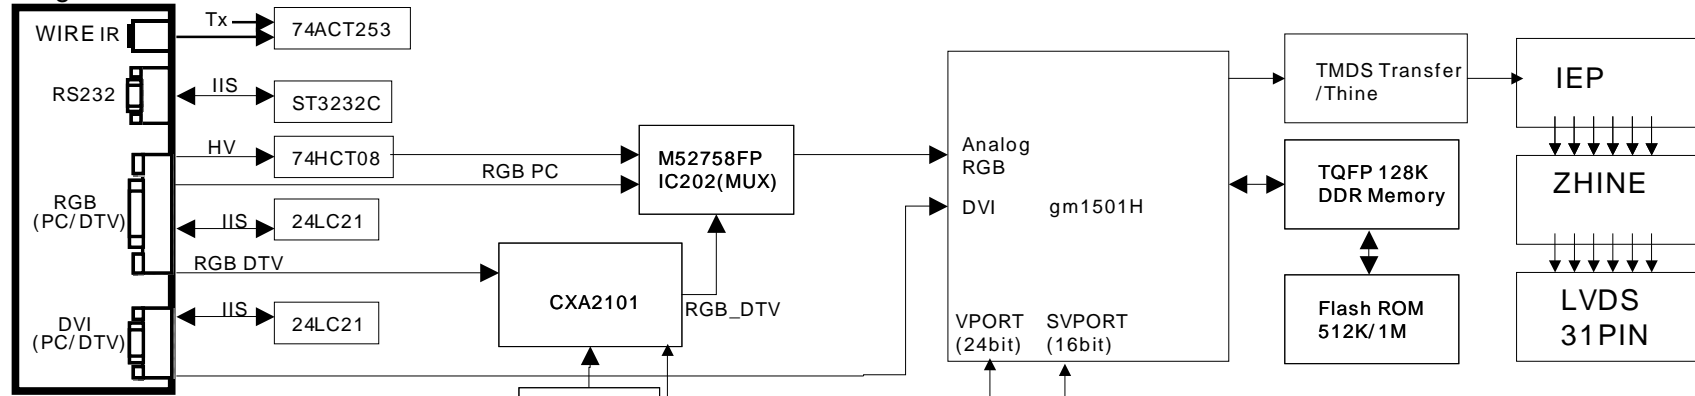 WIRE IR
Tx
74ACT253
RS232
IIS
ST3232C
HV
74HCT08
RGB
(PC/DTV)
RGB PC
IIS
24LC21
RGB DTV
DVI
(PC/DTV)
IIS
24LC21
M52758FP
IC202(MUX)
CXA2101
RGB_DTV
Analog
RGB
DVI
gm1501H
VPORT
(24bit)
SVPORT
(16bit)
TMDS Transfer
/Thine
TQFP 128K
DDR Memory
Flash ROM
512K/1M
IEP
ZHINE
LVDS
31PIN